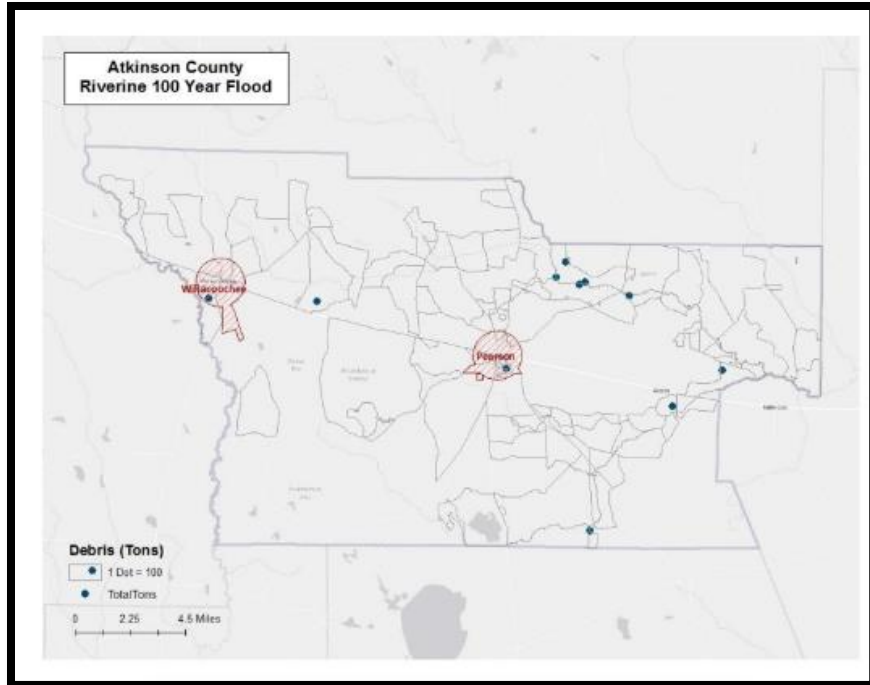 Atkinson County
Riverine 100 Year Flood
Willacoochee
Pearson
Debris (Tons)
1 Dot = 100
TotalTons
0 2.25 4.5 Miles